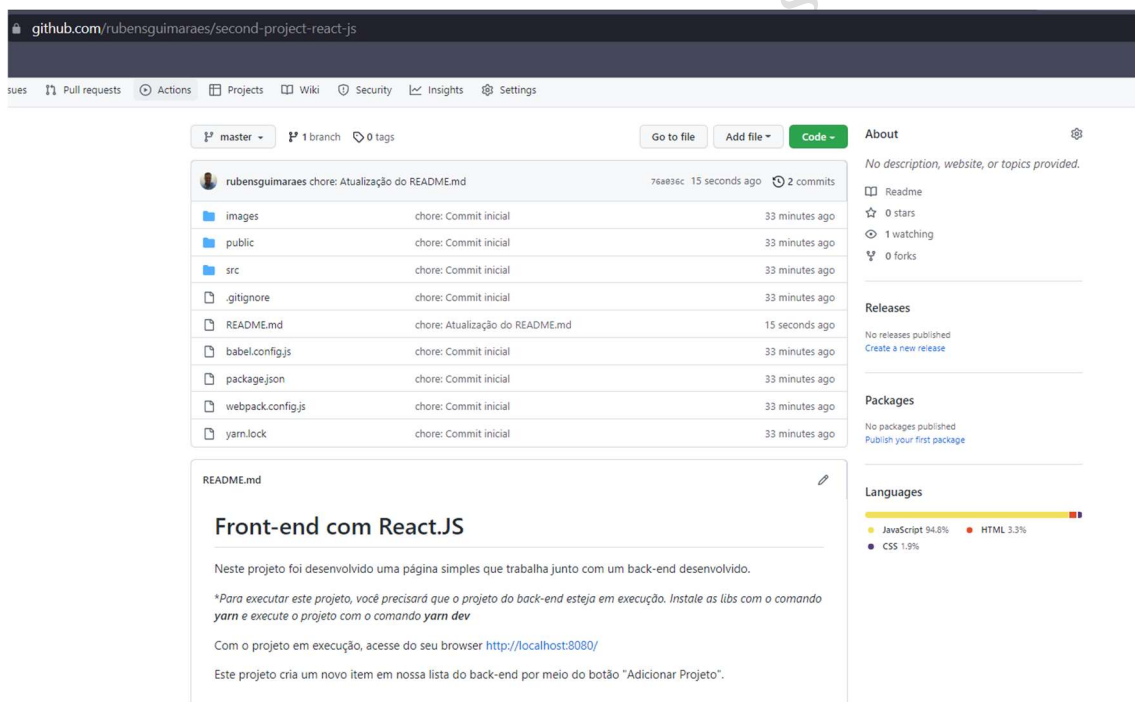 github.com/rubensguimaraes/second-project-react-js
sues Pull requests Actions Projects Wiki Security Insights Settings
master 1 branch 0 tags Go to file Add file Code
rubensguimaraes chore: Atualização do README.md 76a036c 15 seconds ago 2 commits
images chore: Commit inicial 33 minutes ago
public chore: Commit inicial 33 minutes ago
src chore: Commit inicial 33 minutes ago
.gitignore chore: Commit inicial 33 minutes ago
README.md chore: Atualização do README.md 15 seconds ago
babel.config.js chore: Commit inicial 33 minutes ago
package.json chore: Commit inicial 33 minutes ago
webpack.config.js chore: Commit inicial 33 minutes ago
yarn.lock chore: Commit inicial 33 minutes ago
README.md
Front-end com React.JS
Neste projeto foi desenvolvido uma página simples que trabalha junto com um back-end desenvolvido.
*Para executar este projeto, você precisará que o projeto do back-end esteja em execução. Instale as libs com o comando
yarn e execute o projeto com o comando yarn dev
Com o projeto em execução, acesse do seu browser http://localhost:8080/
Este projeto cria um novo item em nossa lista do back-end por meio do botão "Adicionar Projeto".
About
No description, website, or topics provided.
Readme
0 stars
1 watching
0 forks
Releases
No releases published
Create a new release
Packages
No packages published
Publish your first package
Languages
JavaScript 94.8% HTML 3.3%
CSS 1.9%